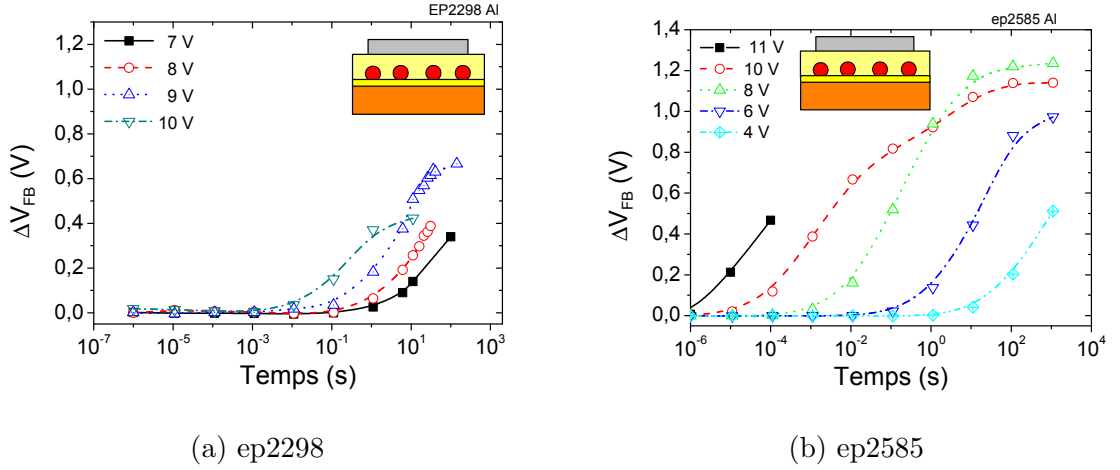 EP2298 Al
1,2
1,0
0,8
0,6
0,4
0,2
0,0
ΔV_FB (V)
7 V
8 V
9 V
10 V
10^-7
10^-5
10^-3
10^-1
10^1
10^3
Temps (s)
(a) ep2298
ep2585 Al
1,4
1,2
1,0
0,8
0,6
0,4
0,2
0,0
ΔV_FB (V)
11 V
10 V
8 V
6 V
4 V
10^-6
10^-4
10^-2
10^0
10^2
10^4
Temps (s)
(b) ep2585